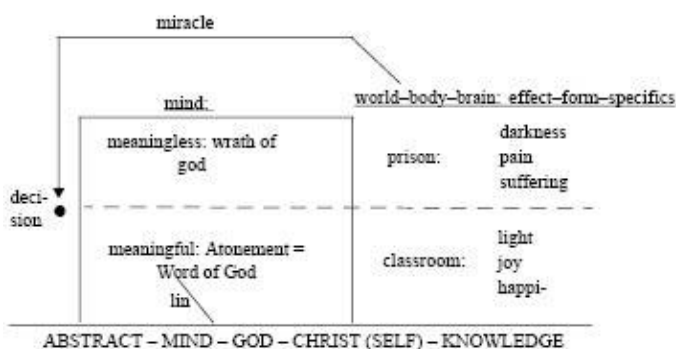 miracle
world–body–brain: effect–form–specifics
mind:
meaningless: wrath of
god
prison:
darkness
pain
suffering
deci-
sion
meaningful: Atonement =
Word of God
lin
classroom:
light
joy
happi-
ABSTRACT – MIND – GOD – CHRIST (SELF) – KNOWLEDGE